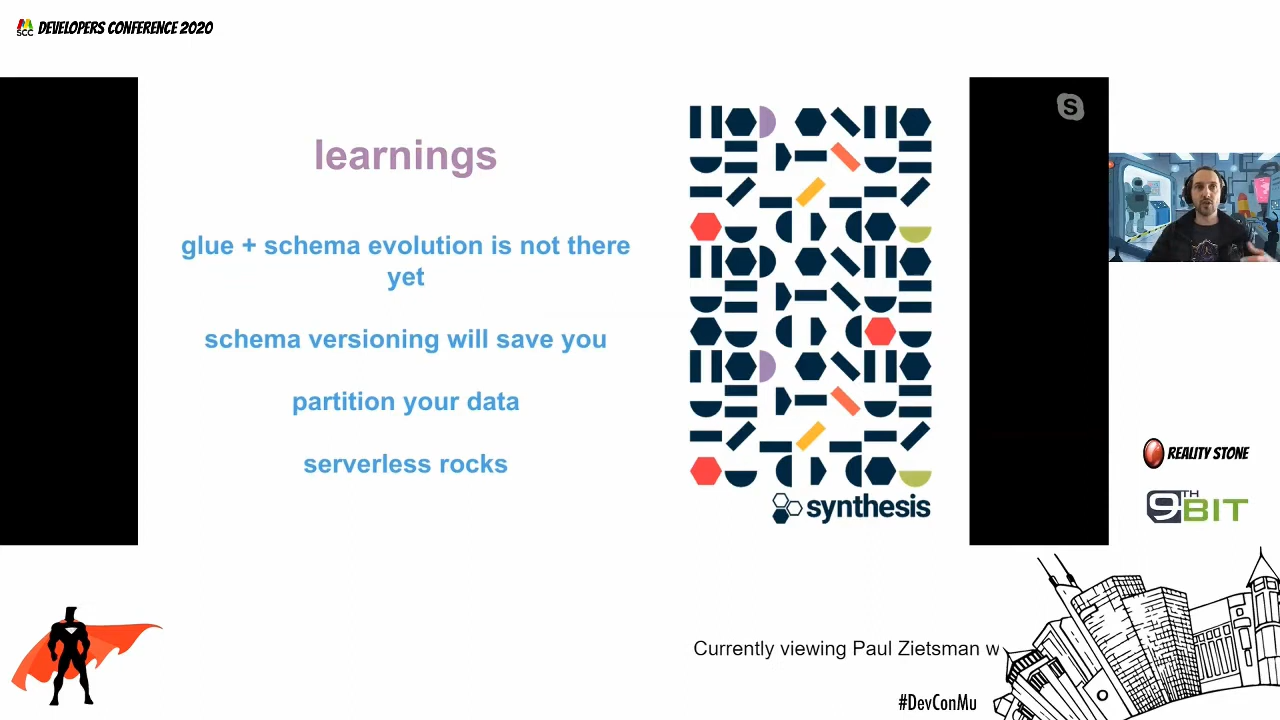 SCC DEVELOPERS CONFERENCE 2020
learnings
glue + schema evolution is not there
yet
schema versioning will save you
partition your data
serverless rocks
synthesis
S
REALITY STONE
9TH BIT
Currently viewing Paul Zietsman w
#DevConMu